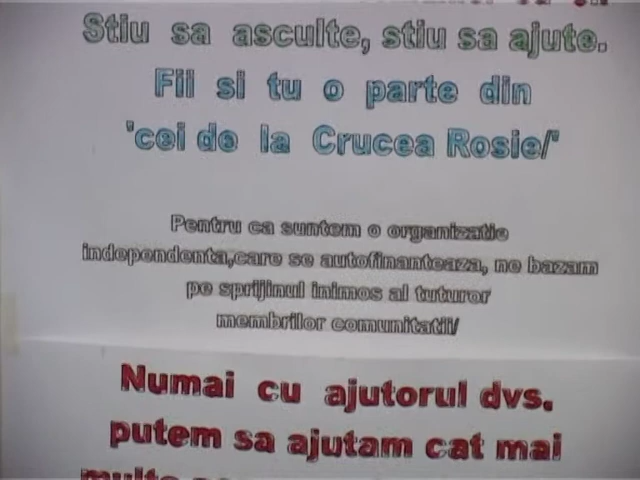 Stiu sa asculte, stiu sa ajute.
Fii si tu o parte din
'cei de la Crucea Rosie/'
Pentru ca suntem o organizatie
independenta,care se autofinanteaza, ne bazam
pe sprijinul inimos al tuturor
membrilor comunitatii/
Numai cu ajutorul dvs.
putem sa ajutam cat mai
multe